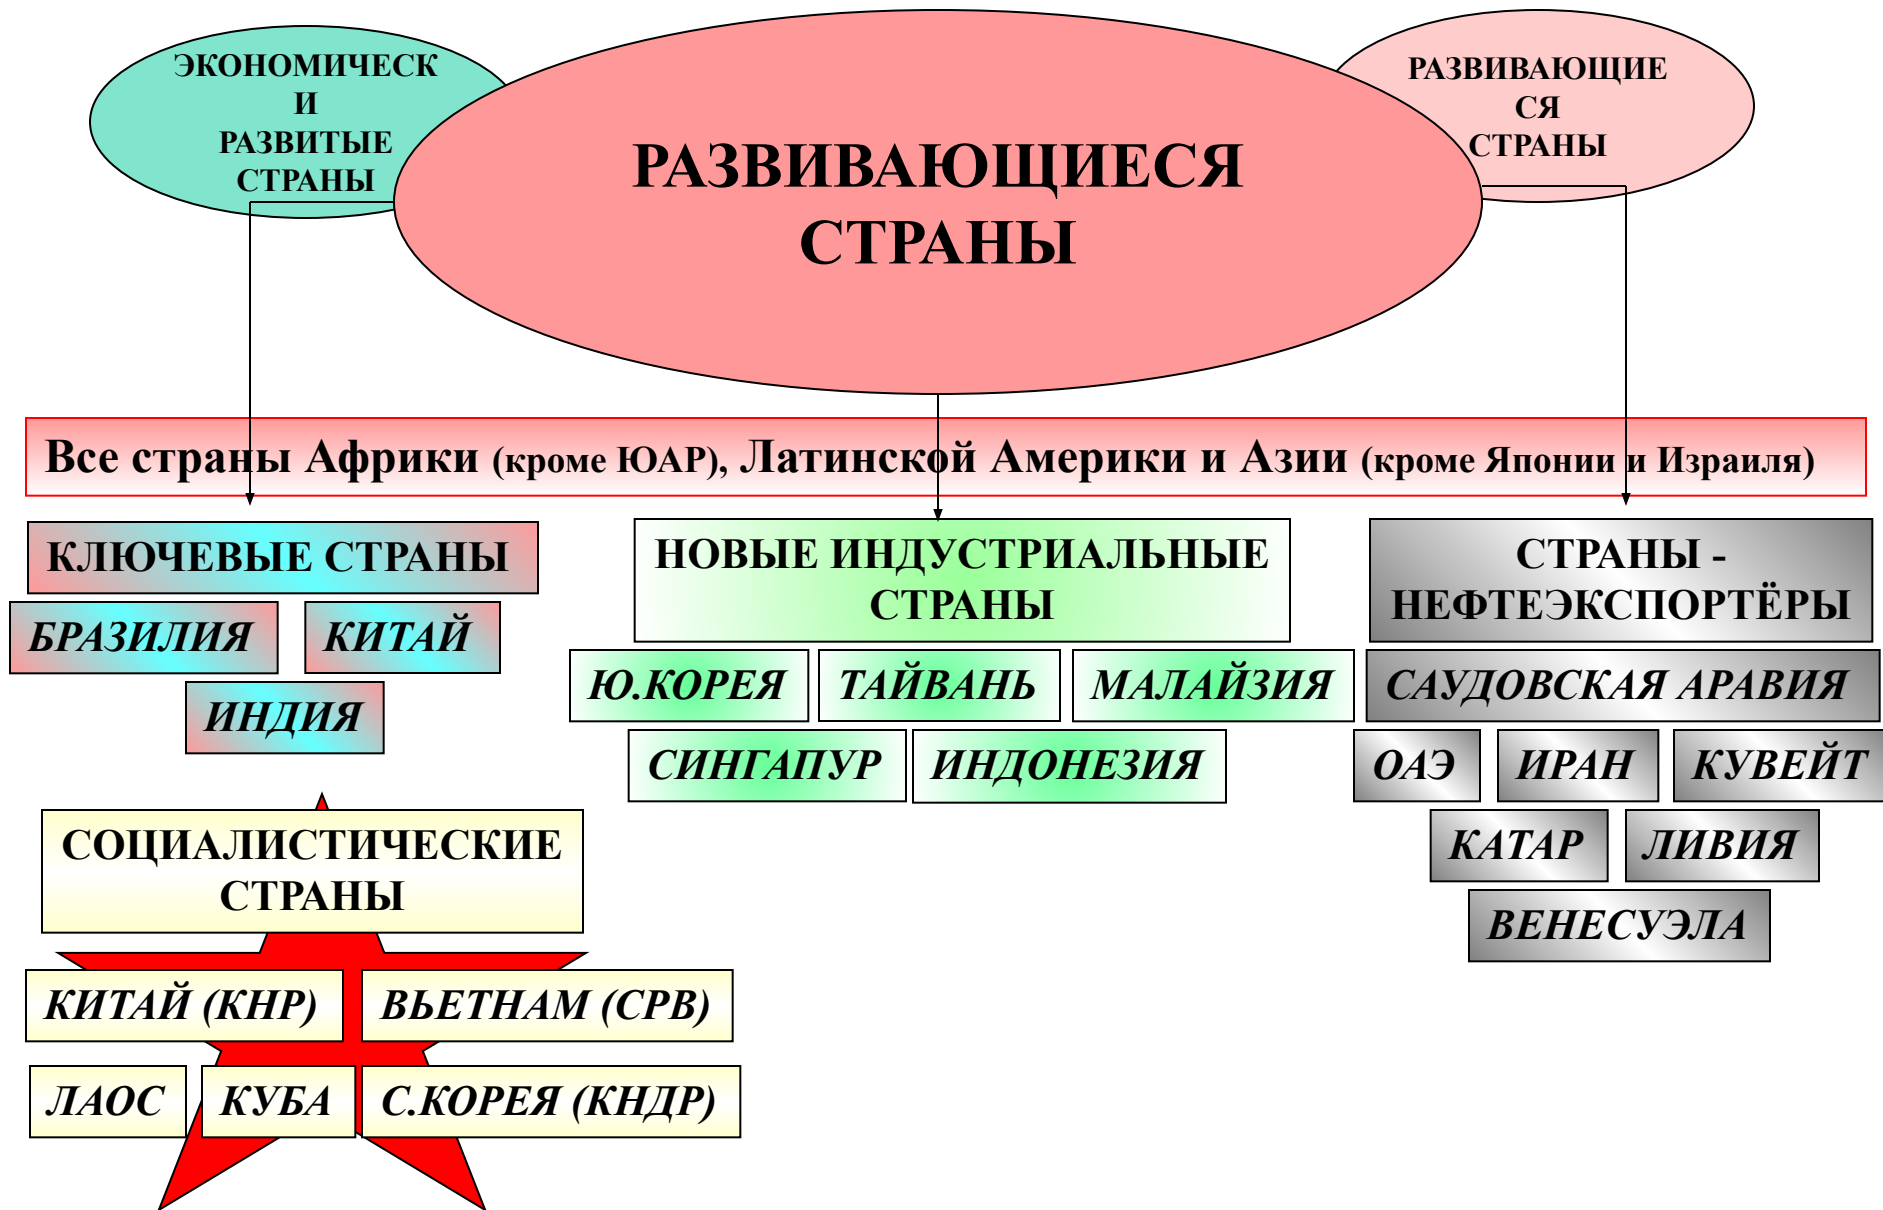 ЭКОНОМИЧЕСК
И
РАЗВИТЫЕ
СТРАНЫ
РАЗВИВАЮЩИЕСЯ
СТРАНЫ
РАЗВИВАЮЩИЕ
СЯ
СТРАНЫ
Все страны Африки (кроме ЮАР), Латинской Америки и Азии (кроме Японии и Израиля)
КЛЮЧЕВЫЕ СТРАНЫ
БРАЗИЛИЯ
КИТАЙ
ИНДИЯ
НОВЫЕ ИНДУСТРИАЛЬНЫЕ
СТРАНЫ
Ю.КОРЕЯ
ТАЙВАНЬ
МАЛАЙЗИЯ
СИНГАПУР
ИНДОНЕЗИЯ
СТРАНЫ -
НЕФТЕЭКСПОРТЁРЫ
САУДОВСКАЯ АРАВИЯ
ОАЭ
ИРАН
КУВЕЙТ
КАТАР
ЛИВИЯ
ВЕНЕСУЭЛА
СОЦИАЛИСТИЧЕСКИЕ
СТРАНЫ
КИТАЙ (КНР)
ВЬЕТНАМ (СРВ)
ЛАОС
КУБА
С.КОРЕЯ (КНДР)